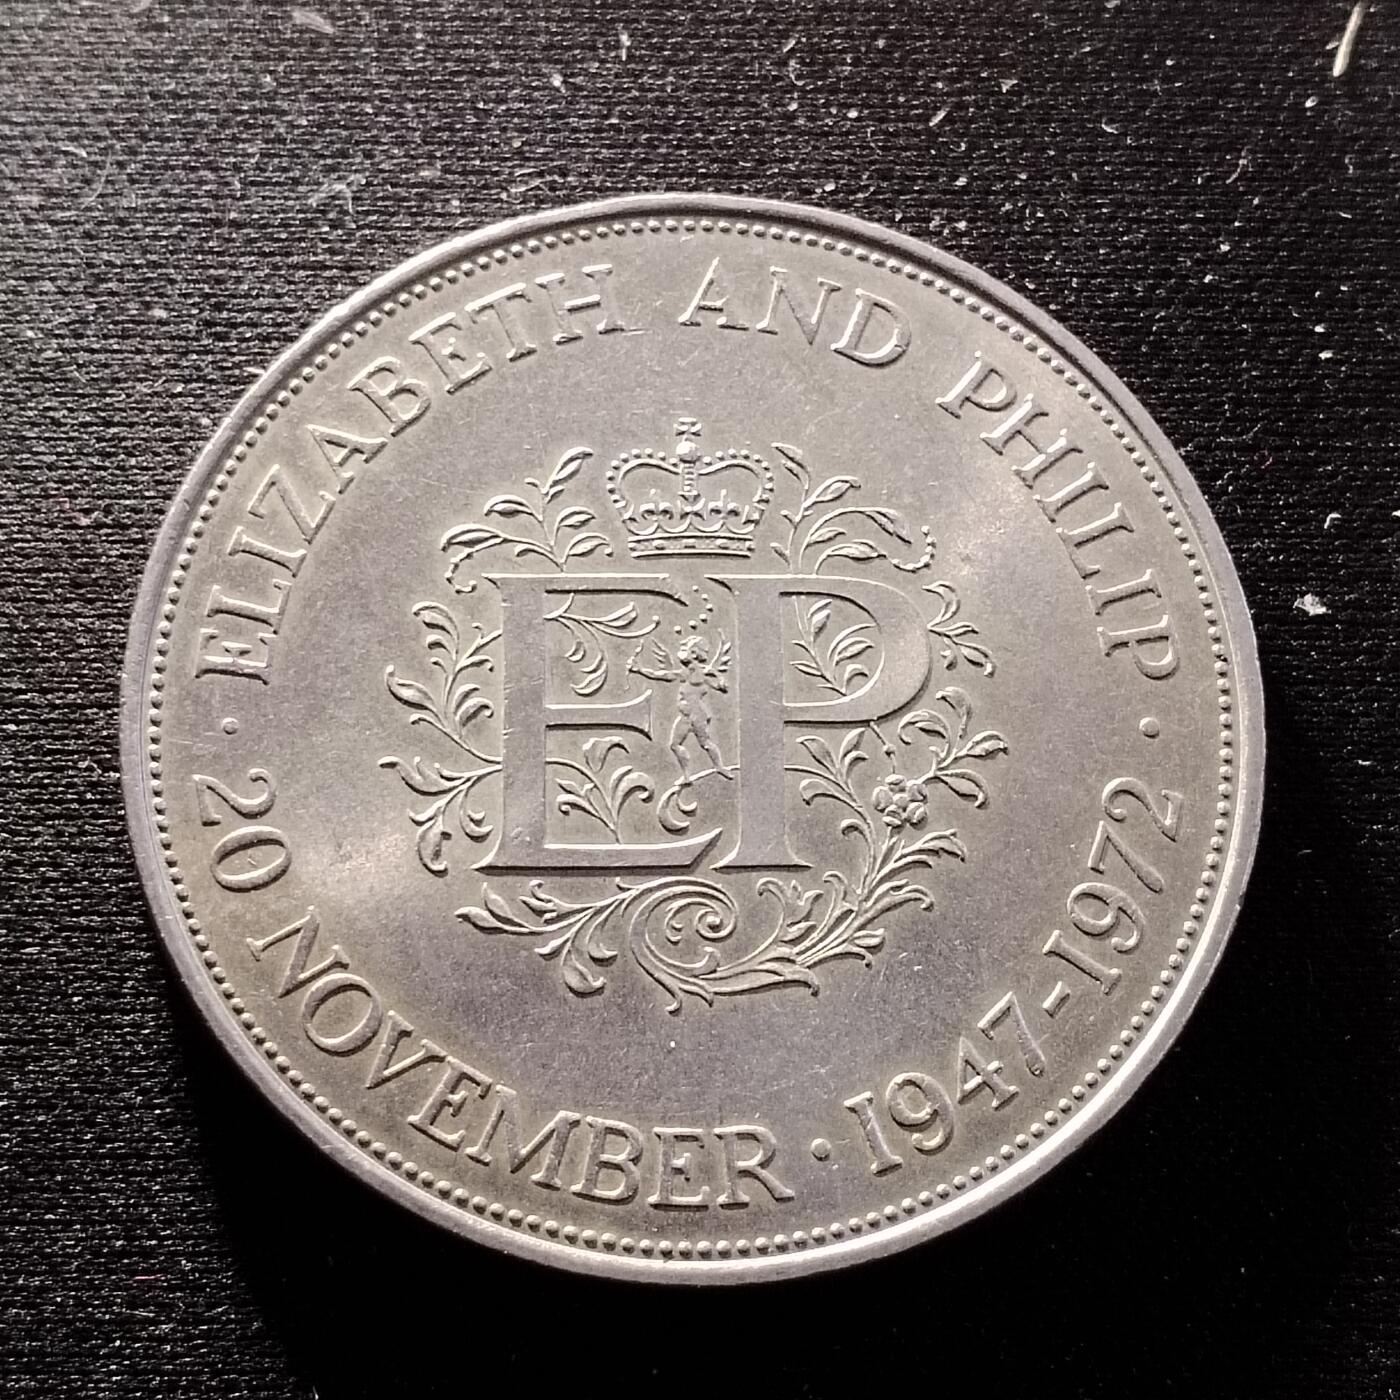 ELIZABETH AND PHILIP
· 20 NOVEMBER · 1947-1972 ·
EP